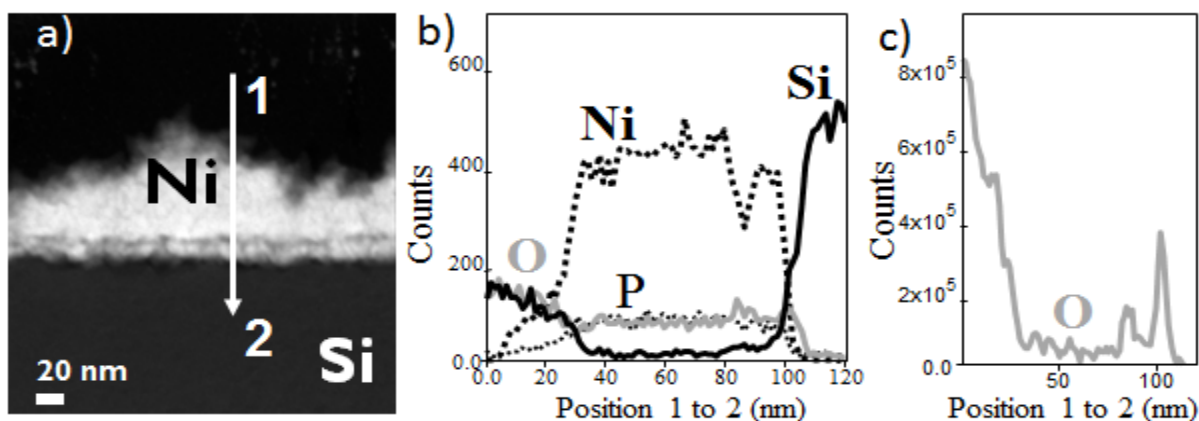 a)
1
Ni
2
20 nm
Si
b)
600
400
200
0.0
Counts
O
Ni
P
Si
0.0 20 40 60 80 100 120
Position 1 to 2 (nm)
c)
8x10⁵
6x10⁵
4x10⁵
2x10⁵
0.0
Counts
O
50 100
Position 1 to 2 (nm)